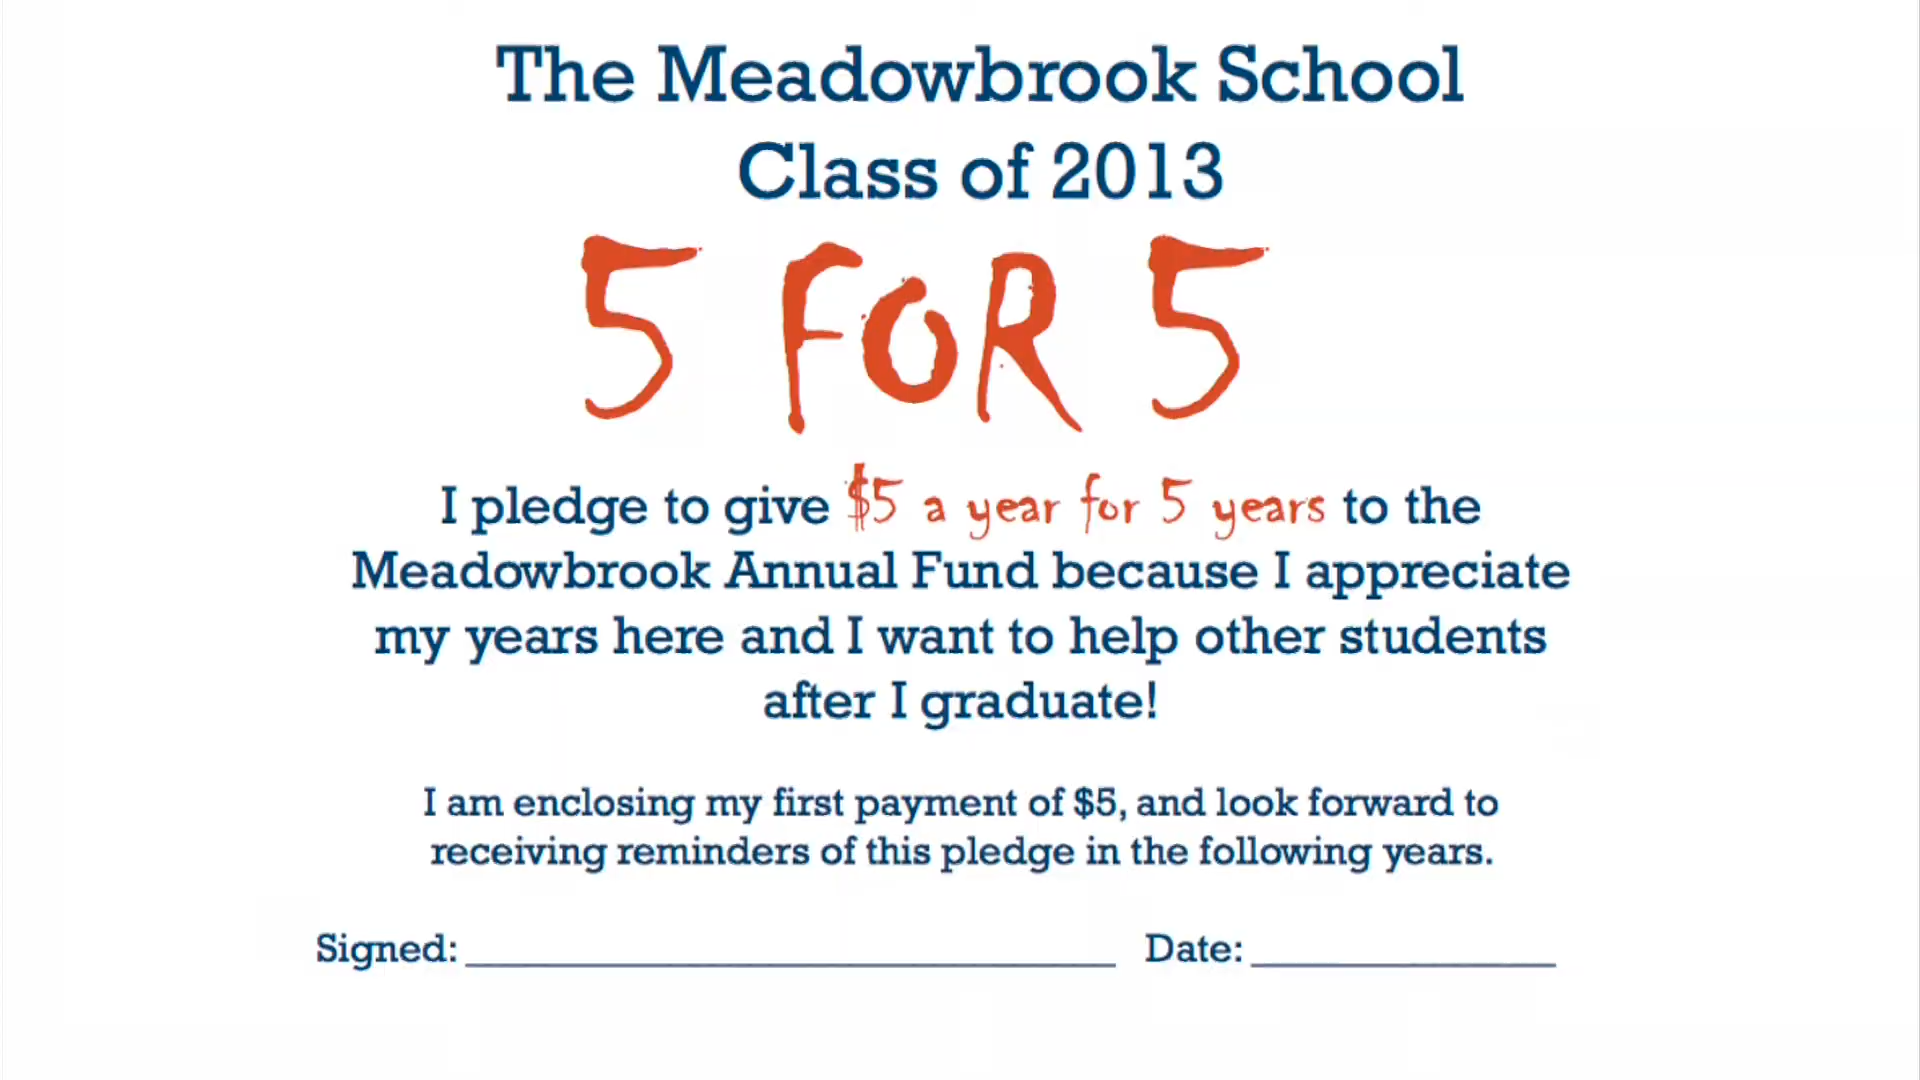 The Meadowbrook School
Class of 2013
5 FOR 5
I pledge to give $5 a year for 5 years to the
Meadowbrook Annual Fund because I appreciate
my years here and I want to help other students
after I graduate!
I am enclosing my first payment of $5, and look forward to
receiving reminders of this pledge in the following years.
Signed: ______________________________ Date: ______________